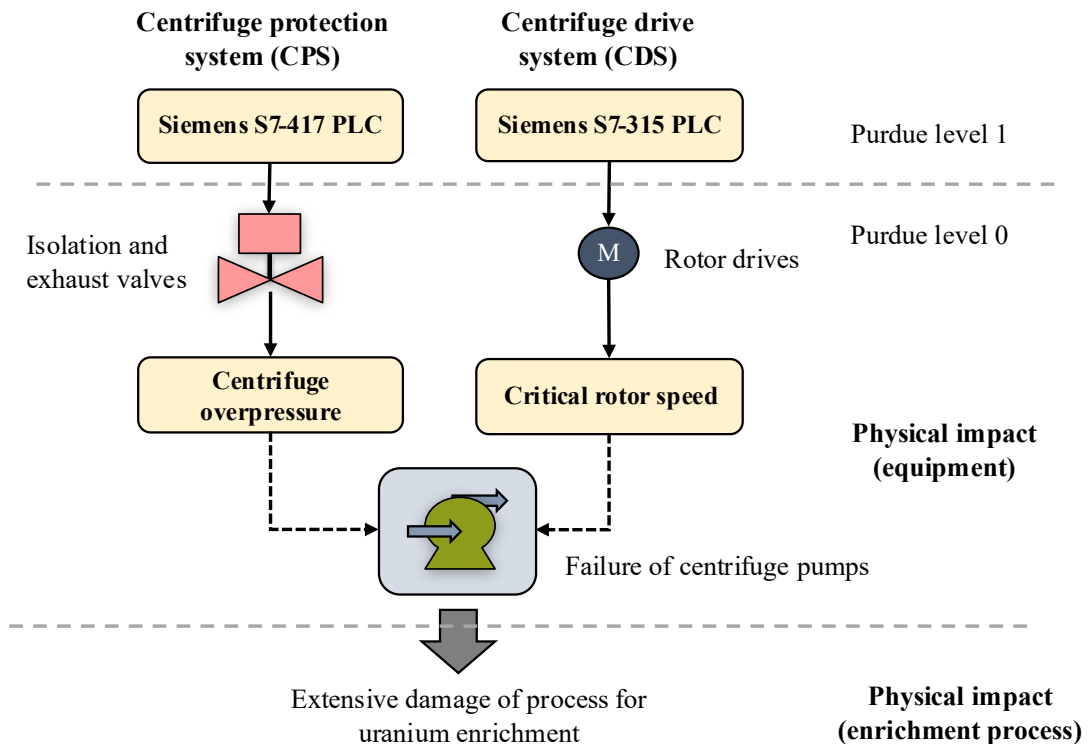 Centrifuge protection
system (CPS)
Centrifuge drive
system (CDS)
Siemens S7-417 PLC
Siemens S7-315 PLC
Purdue level 1
Isolation and
exhaust valves
M
Rotor drives
Purdue level 0
Centrifuge
overpressure
Critical rotor speed
Physical impact
(equipment)
Failure of centrifuge pumps
Extensive damage of process for
uranium enrichment
Physical impact
(enrichment process)